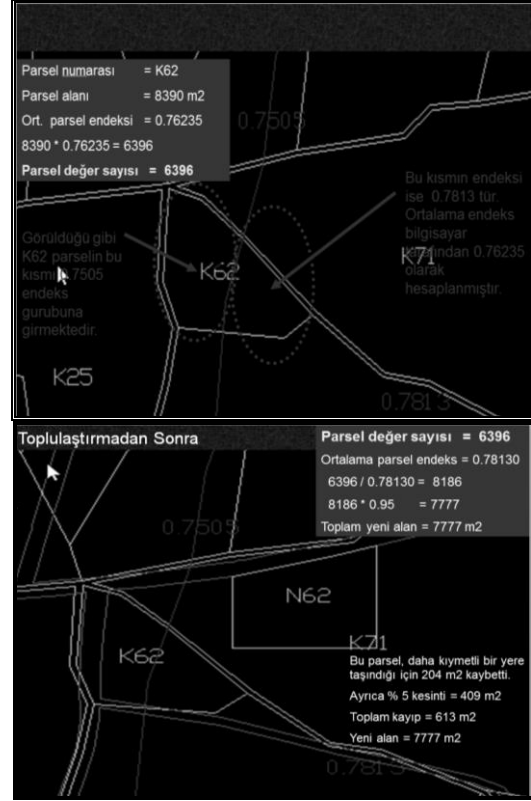 Parsel numarası = K62
Parsel alanı = 8390 m2
Ort. parsel endeksi = 0.76235
8390 * 0.76235 = 6396
Parsel değer sayısı = 6396
0.7505
Bu kısmın endeksi
ise 0.7813 tür.
Ortalama endeks
bilgisayar
tarafından 0.76235
olarak
hesaplanmıştır.
K71
Görüldüğü gibi
K62 parselin bu
kısmı 0.7505
endeks
gurubuna
girmektedir.
K62
K25
0.7813
Toplulaştırmadan Sonra
Parsel değer sayısı = 6396
Ortalama parsel endeks = 0.78130
6396 / 0.78130 = 8186
8186 * 0.95 = 7777
Toplam yeni alan = 7777 m2
0.7505
N62
K62
K71
Bu parsel, daha kıymetli bir yere
taşındığı için 204 m2 kaybetti.
Ayrıca % 5 kesinti = 409 m2
Toplam kayıp = 613 m2
Yeni alan = 7777 m2
0.7813